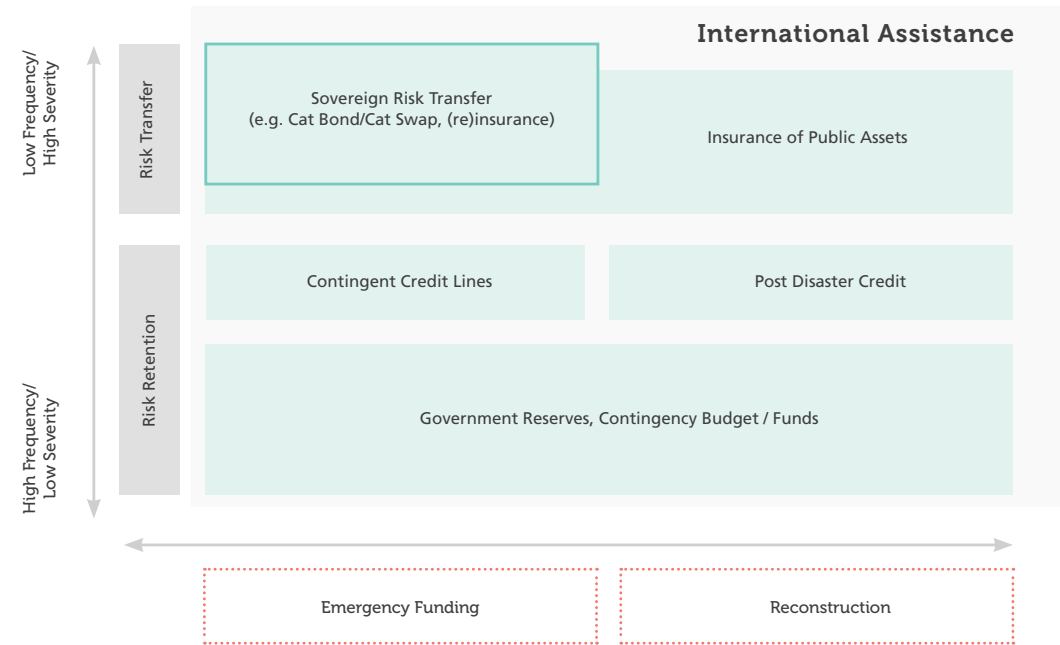 International Assistance
Low Frequency/
High Severity
Risk Transfer
Sovereign Risk Transfer
(e.g. Cat Bond/Cat Swap, (re)insurance)
Insurance of Public Assets
High Frequency/
Low Severity
Risk Retention
Contingent Credit Lines
Post Disaster Credit
Government Reserves, Contingency Budget / Funds
Emergency Funding
Reconstruction